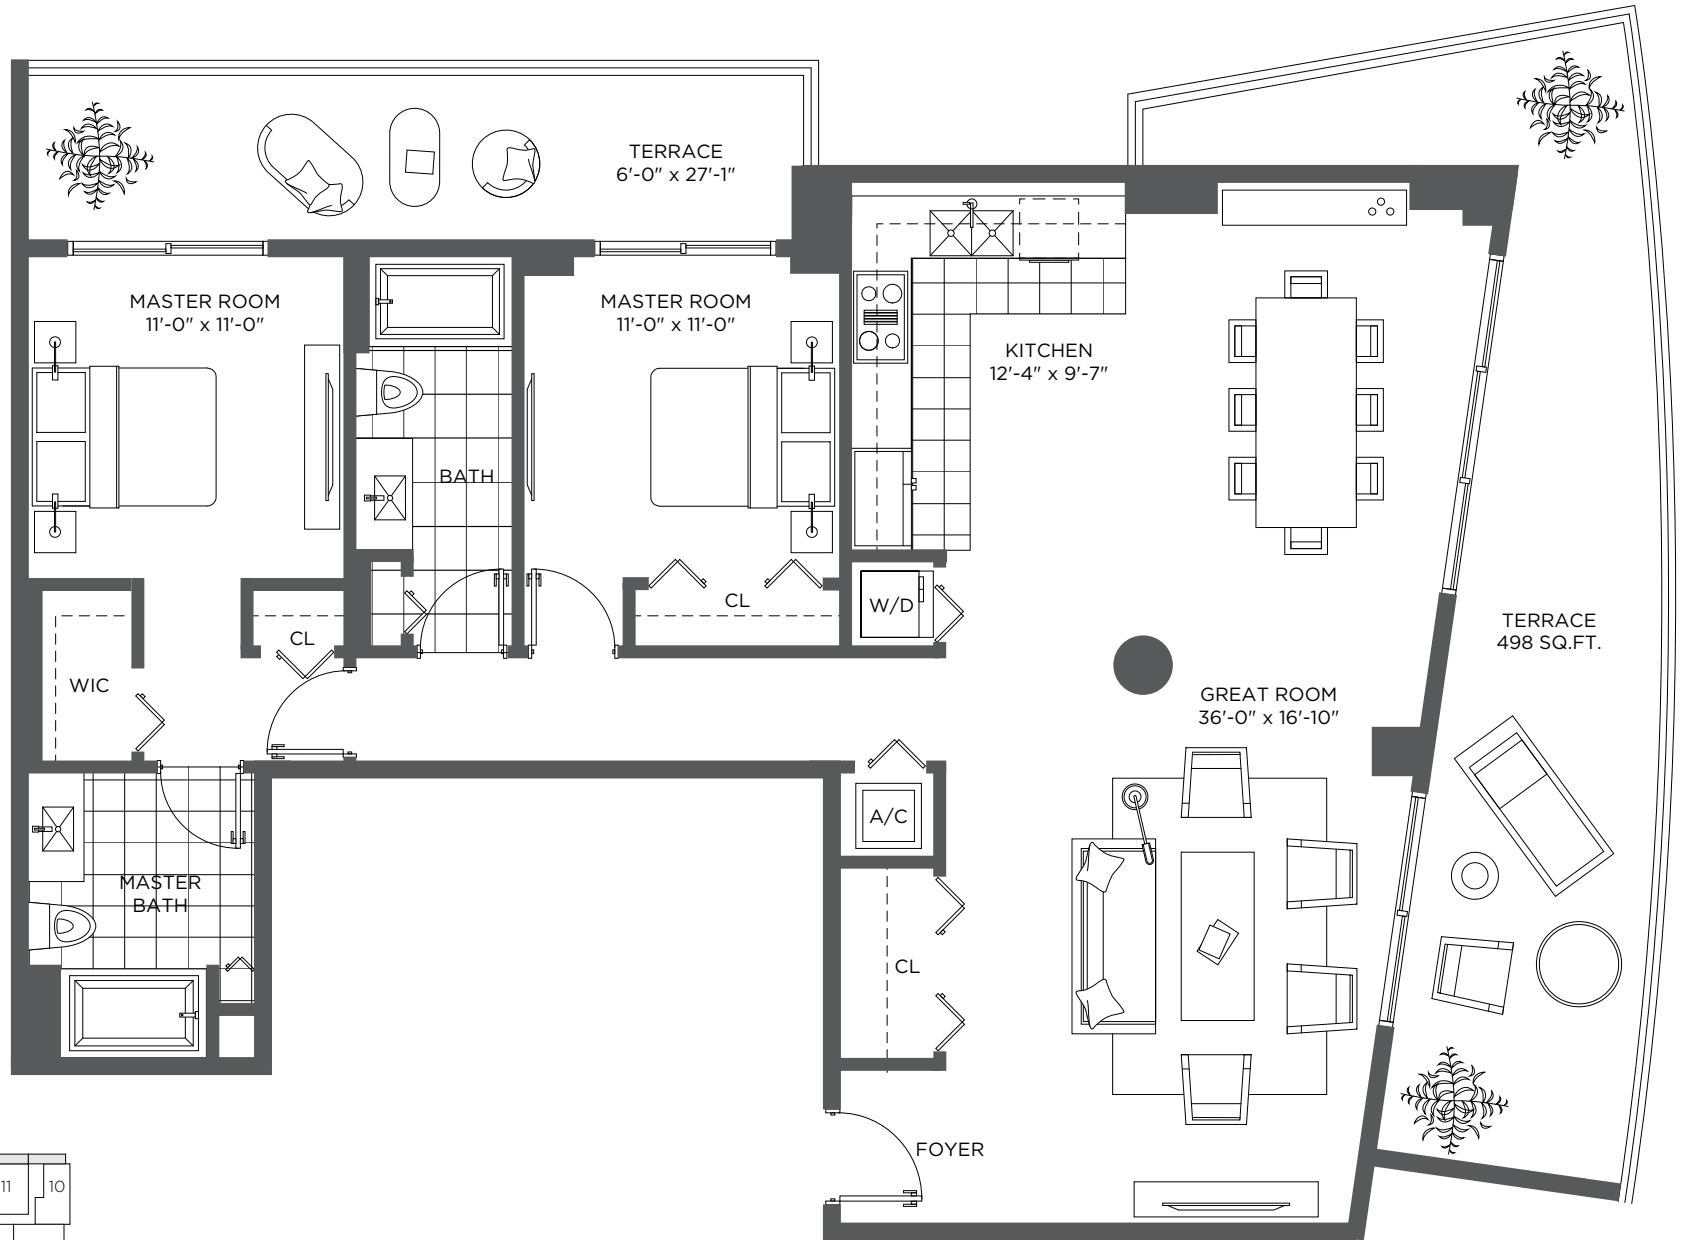 TERRACE
6'-0" x 27'-1"
MASTER ROOM
11'-0" x 11'-0"
MASTER ROOM
11'-0" x 11'-0"
KITCHEN
12'-4" x 9'-7"
BATH
CL
W/D
CL
WIC
TERRACE
498 SQ.FT.
GREAT ROOM
36'-0" x 16'-10"
A/C
MASTER
BATH
CL
FOYER
11
10